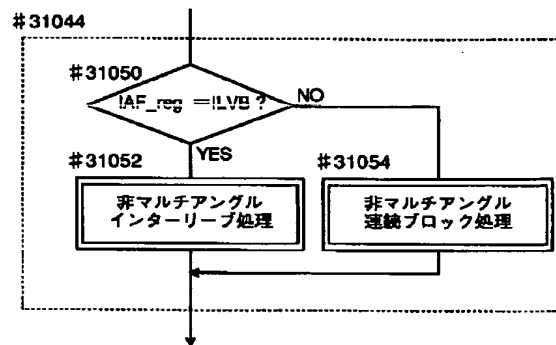 #31044
#31050
IAF_reg =ILVB ?
NO
YES
#31052
#31054
非マルチアングル
インターリーブ処理
非マルチアングル
連続ブロック処理